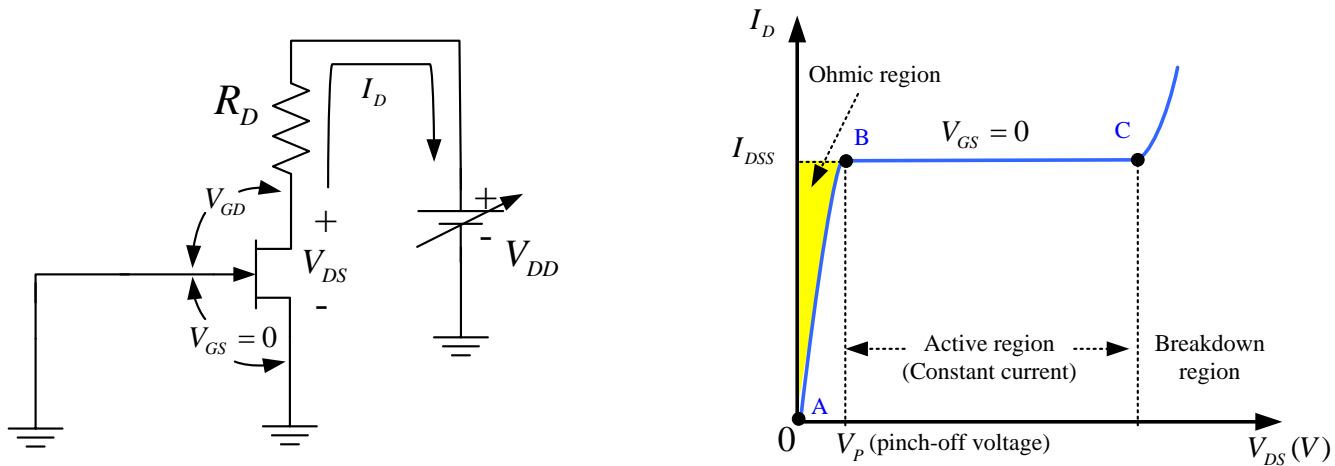 R_D
I_D
V_GD
+
V_DS
-
V_GS = 0
+
-
V_DD
I_D
Ohmic region
I_DSS
B
V_GS = 0
C
Active region
(Constant current)
Breakdown
region
A
0
V_P (pinch-off voltage)
V_DS (V)